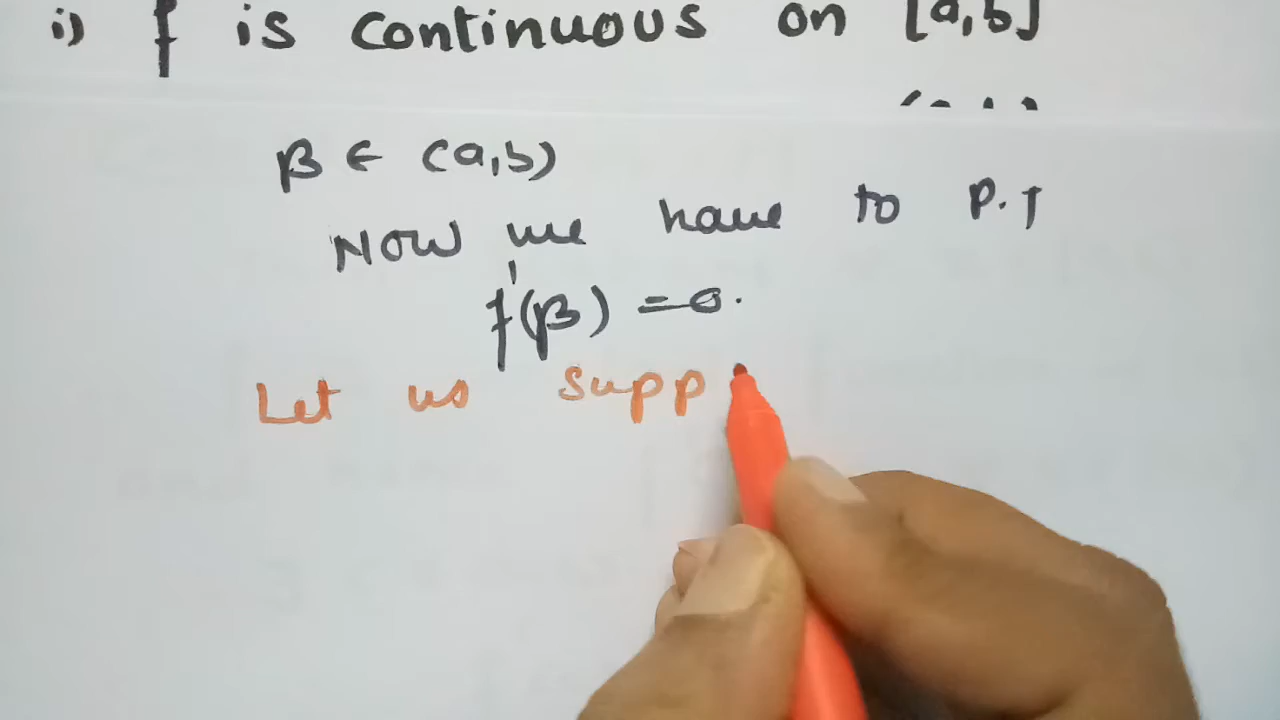 i) f is continuous on [a,b]
β ∈ (a,b)
Now we have to P.T
f'(β) = 0.
Let us supp